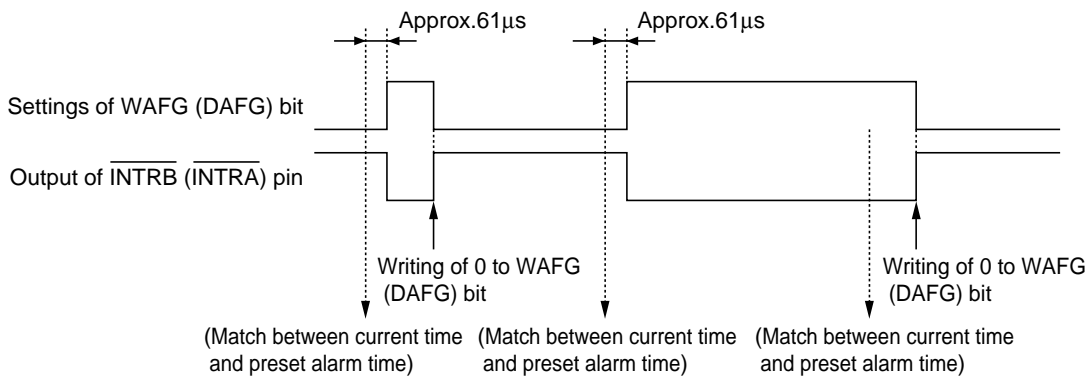 Approx.61μs
Approx.61μs
Settings of WAFG (DAFG) bit
Output of INTRB (INTRA) pin
Writing of 0 to WAFG
(DAFG) bit
Writing of 0 to WAFG
(DAFG) bit
(Match between current time
and preset alarm time)
(Match between current time
and preset alarm time)
(Match between current time
and preset alarm time)